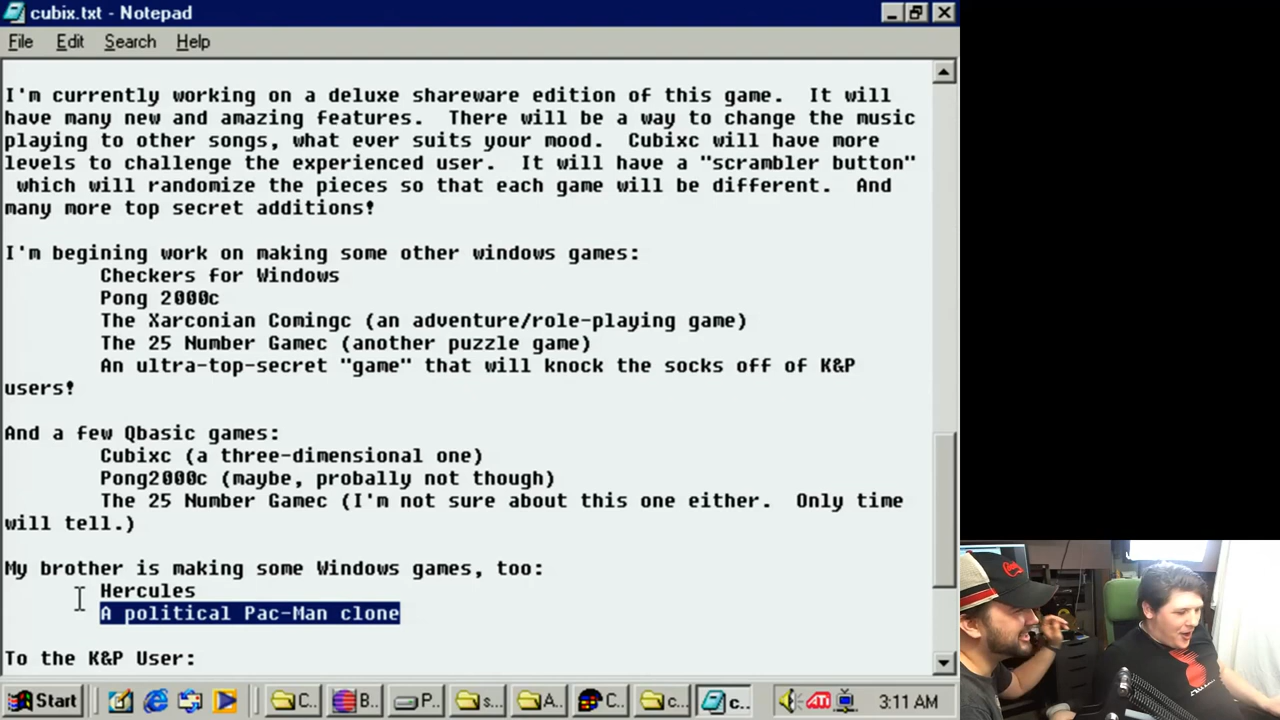 cubix.txt - Notepad
File Edit Search Help
I'm currently working on a deluxe shareware edition of this game.  It will
have many new and amazing features.  There will be a way to change the music
playing to other songs, what ever suits your mood.  Cubixc will have more
levels to challenge the experienced user.  It will have a "scrambler button"
which will randomize the pieces so that each game will be different.  And
many more top secret additions!
I'm begining work on making some other windows games:
Checkers for Windows
Pong 2000c
The Xarconian Comingc (an adventure/role-playing game)
The 25 Number Gamec (another puzzle game)
An ultra-top-secret "game" that will knock the socks off of K&P
users!
And a few Qbasic games:
Cubixc (a three-dimensional one)
Pong2000c (maybe, probally not though)
The 25 Number Gamec (I'm not sure about this one either.  Only time
will tell.)
My brother is making some Windows games, too:
Hercules
A political Pac-Man clone
To the K&P User:
Start C... B... P... s... A... C... c... c... 3:11 AM